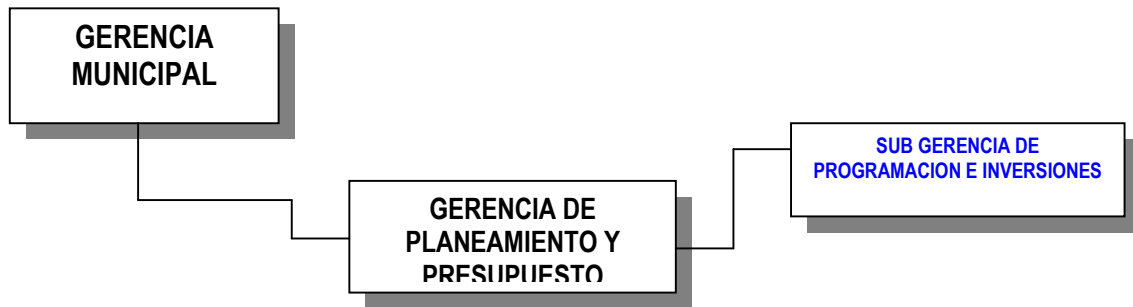 GERENCIA
MUNICIPAL
SUB GERENCIA DE
PROGRAMACION E INVERSIONES
GERENCIA DE
PLANEAMIENTO Y
PRESUPUESTO